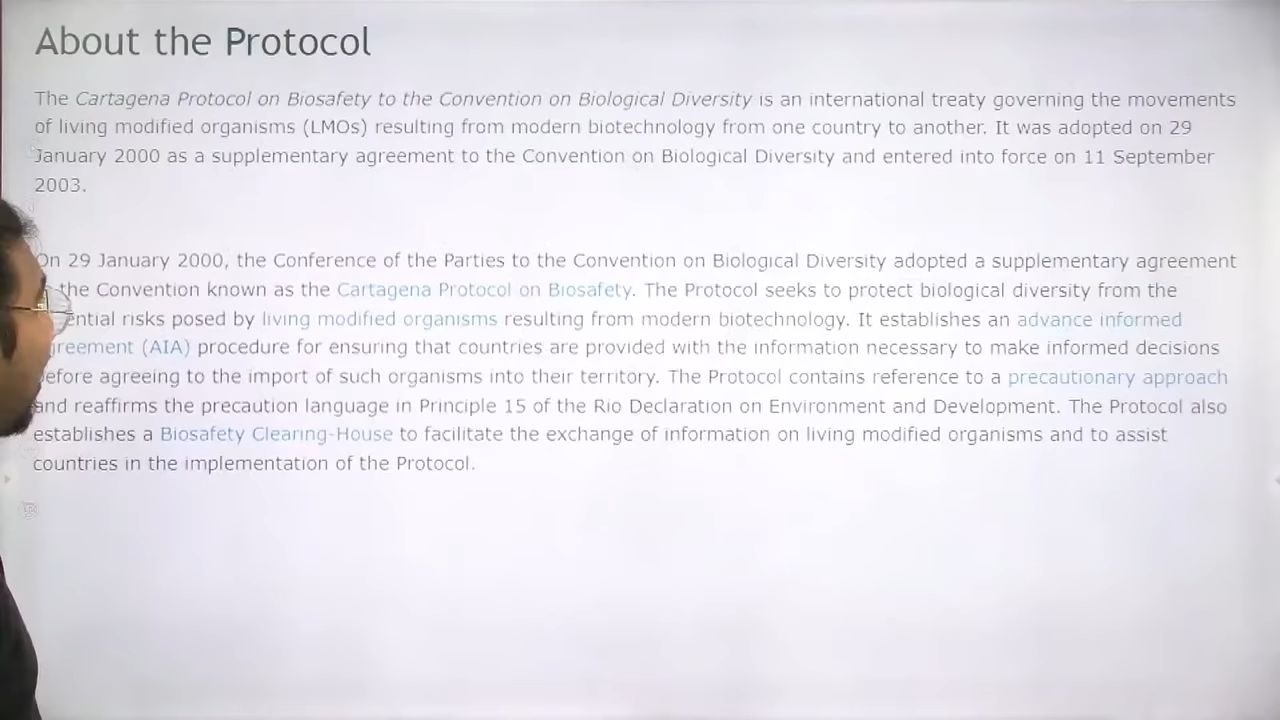 About the Protocol
The Cartagena Protocol on Biosafety to the Convention on Biological Diversity is an international treaty governing the movements
of living modified organisms (LMOs) resulting from modern biotechnology from one country to another. It was adopted on 29
January 2000 as a supplementary agreement to the Convention on Biological Diversity and entered into force on 11 September
2003.
On 29 January 2000, the Conference of the Parties to the Convention on Biological Diversity adopted a supplementary agreement
the Convention known as the Cartagena Protocol on Biosafety. The Protocol seeks to protect biological diversity from the
ential risks posed by living modified organisms resulting from modern biotechnology. It establishes an advance informed
greement (AIA) procedure for ensuring that countries are provided with the information necessary to make informed decisions
before agreeing to the import of such organisms into their territory. The Protocol contains reference to a precautionary approach
and reaffirms the precaution language in Principle 15 of the Rio Declaration on Environment and Development. The Protocol also
establishes a Biosafety Clearing-House to facilitate the exchange of information on living modified organisms and to assist
countries in the implementation of the Protocol.